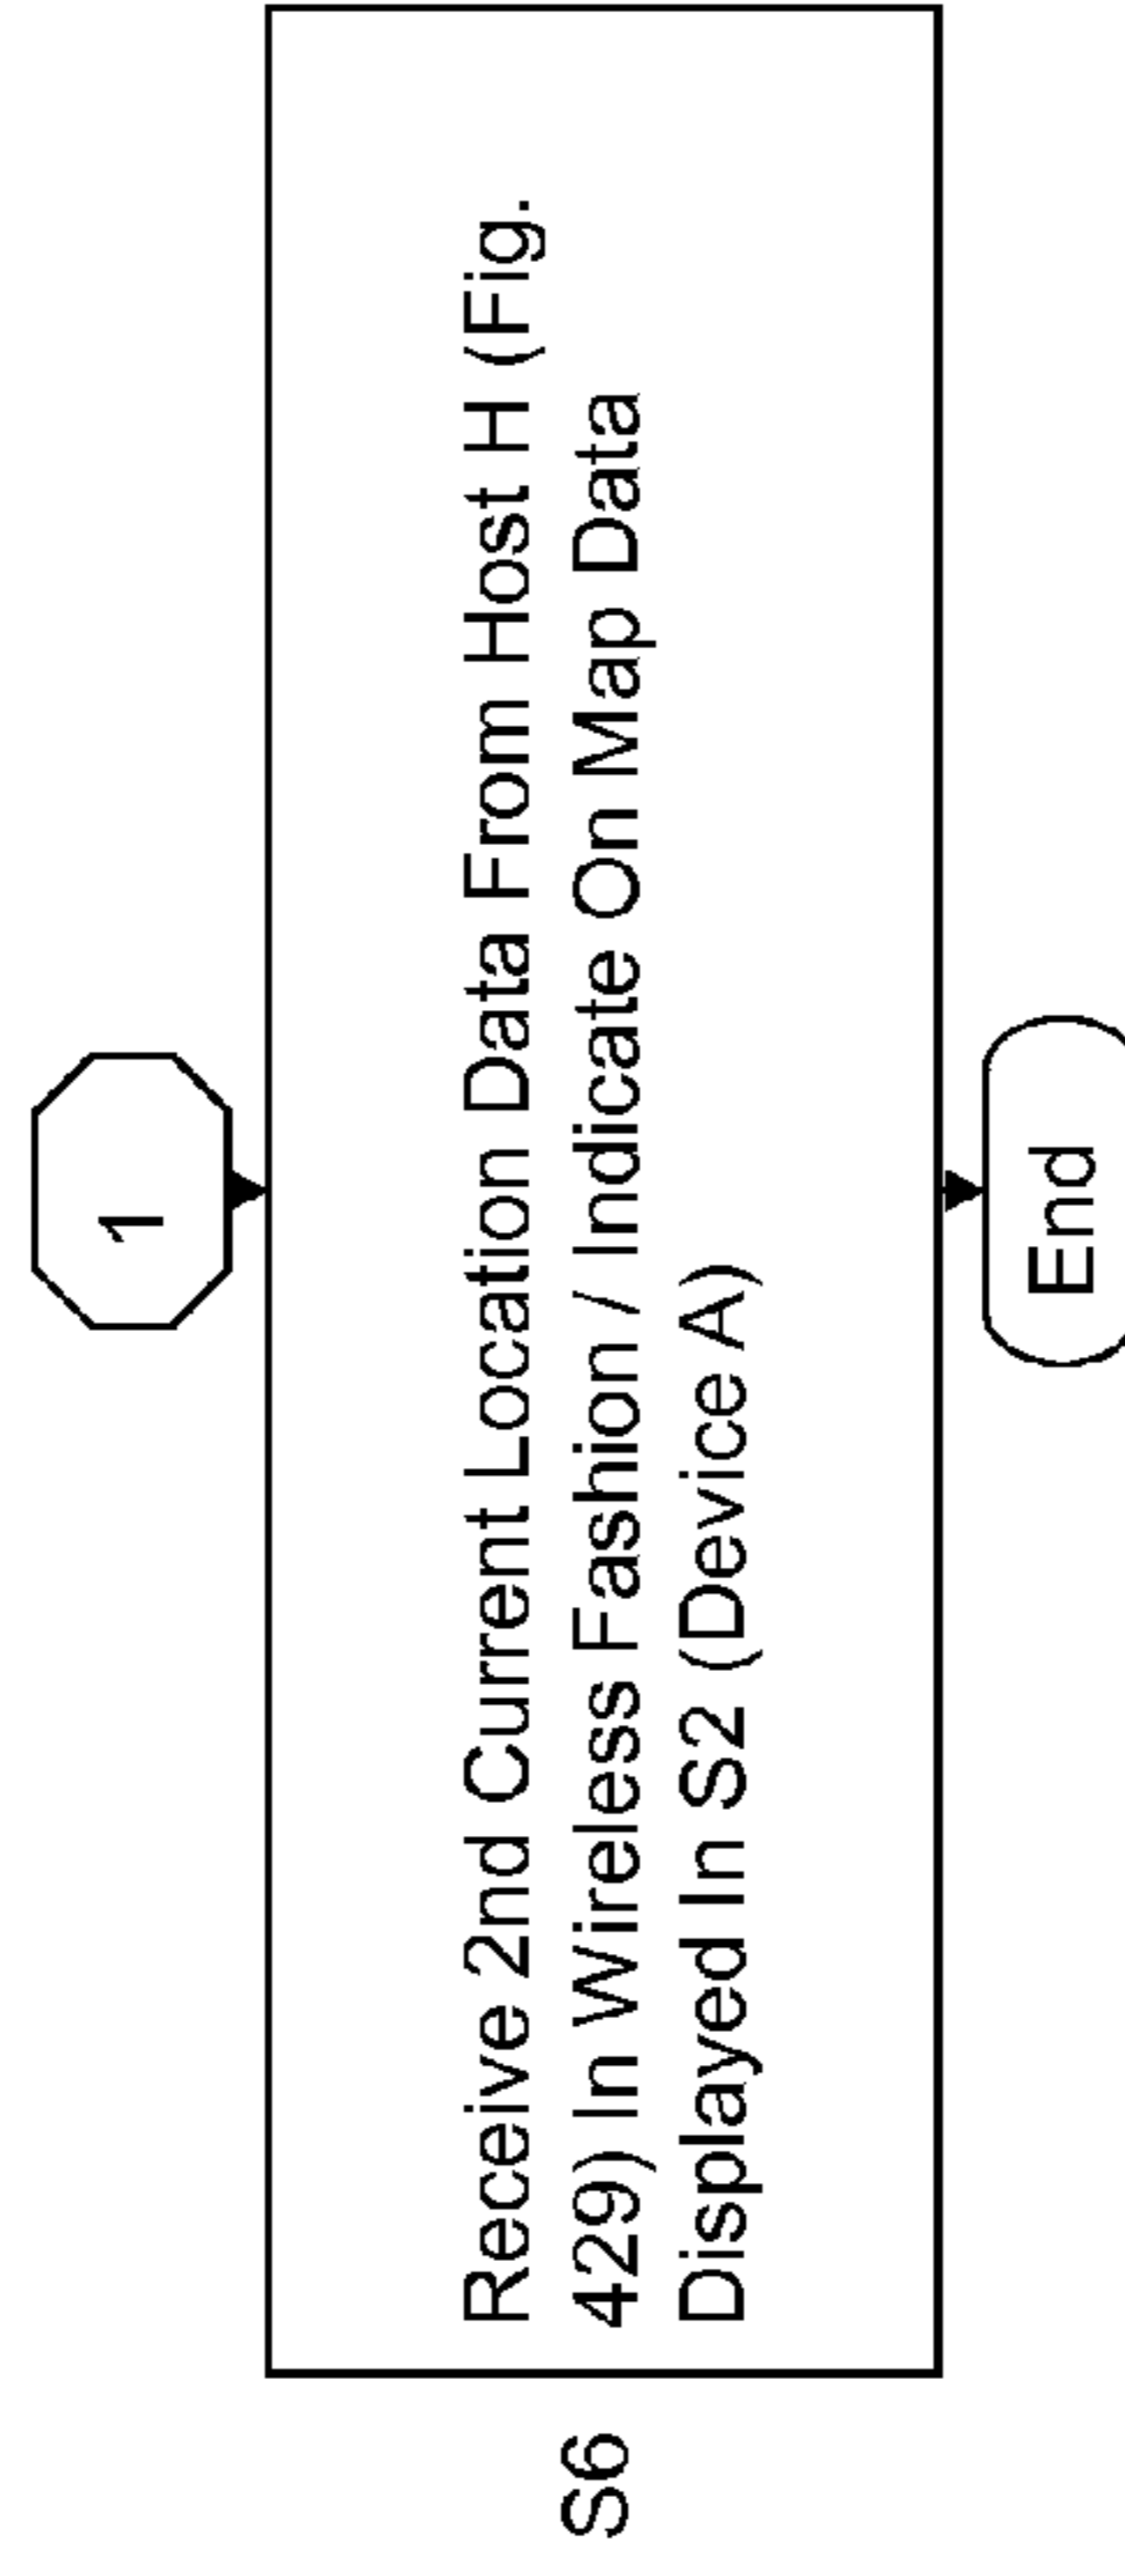 1
S6
Receive 2nd Current Location Data From Host H (Fig.
429) In Wireless Fashion / Indicate On Map Data
Displayed In S2 (Device A)
End